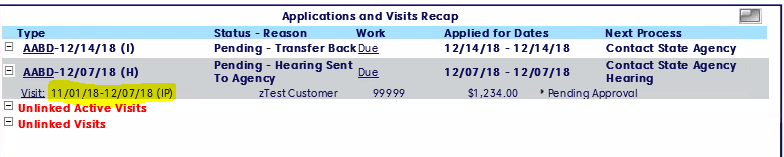 Applications and Visits Recap
Type Status - Reason Work Applied for Dates Next Process
AABD-12/14/18 (I) Pending - Transfer Back Due 12/14/18 - 12/14/18 Contact State Agency
AABD-12/07/18 (H) Pending - Hearing Sent To Agency Due 12/07/18 - 12/07/18 Contact State Agency Hearing
Visit: 11/01/18-12/07/18 (IP) zTest Customer 99999 $1,234.00 * Pending Approval
Unlinked Active Visits
Unlinked Visits